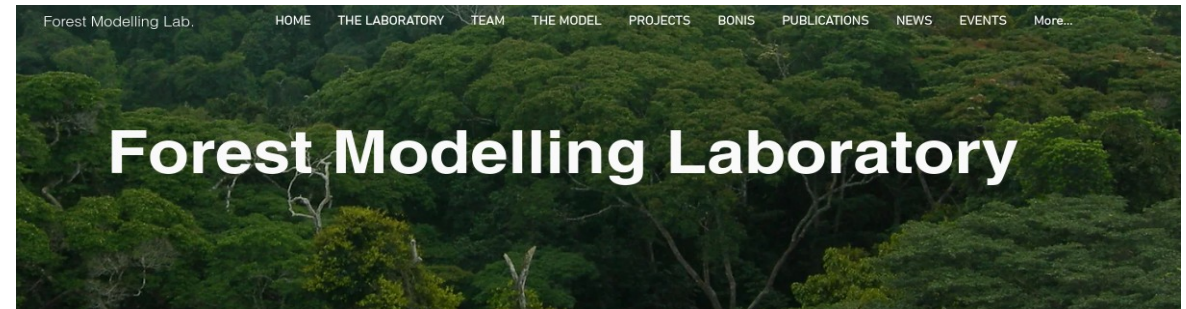 Forest Modelling Lab. HOME THE LABORATORY TEAM THE MODEL PROJECTS BONIS PUBLICATIONS NEWS EVENTS More...
Forest Modelling Laboratory